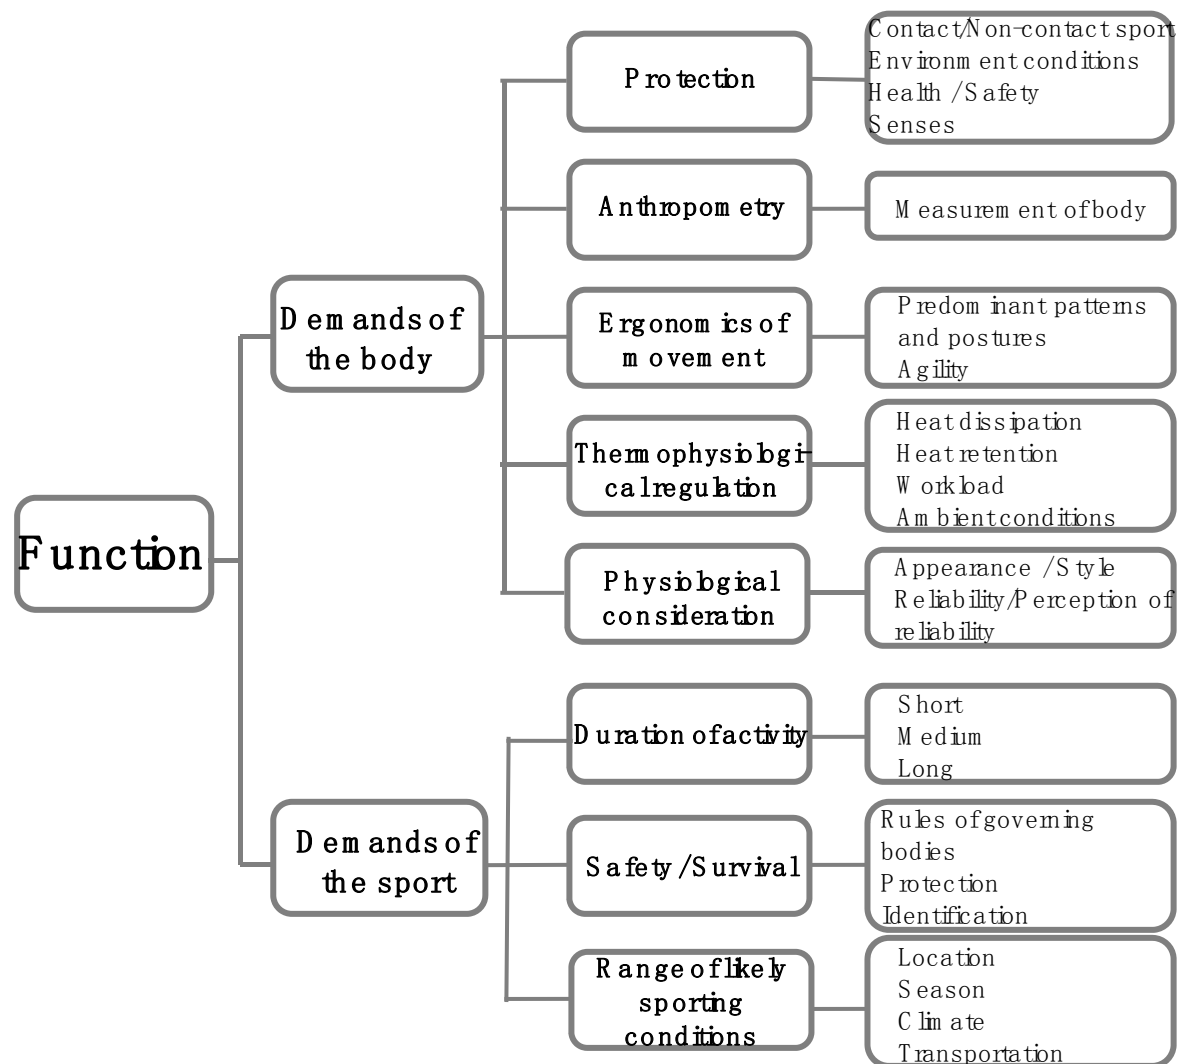 Function
Demands of
the body
Protection
Contact/Non-contact sport
Environment conditions
Health /Safety
Senses
Anthropometry
Measurement of body
Ergonomics of
movement
Predominant patterns
and postures
Agility
Thermophysiologi-
cal regulation
Heat dissipation
Heat retention
Workload
Ambient conditions
Physiological
consideration
Appearance /Style
Reliability/Perception of
reliability
Demands of
the sport
Duration of activity
Short
Medium
Long
Safety /Survival
Rules of governing
bodies
Protection
Identification
Range of likely
sporting
conditions
Location
Season
Climate
Transportation